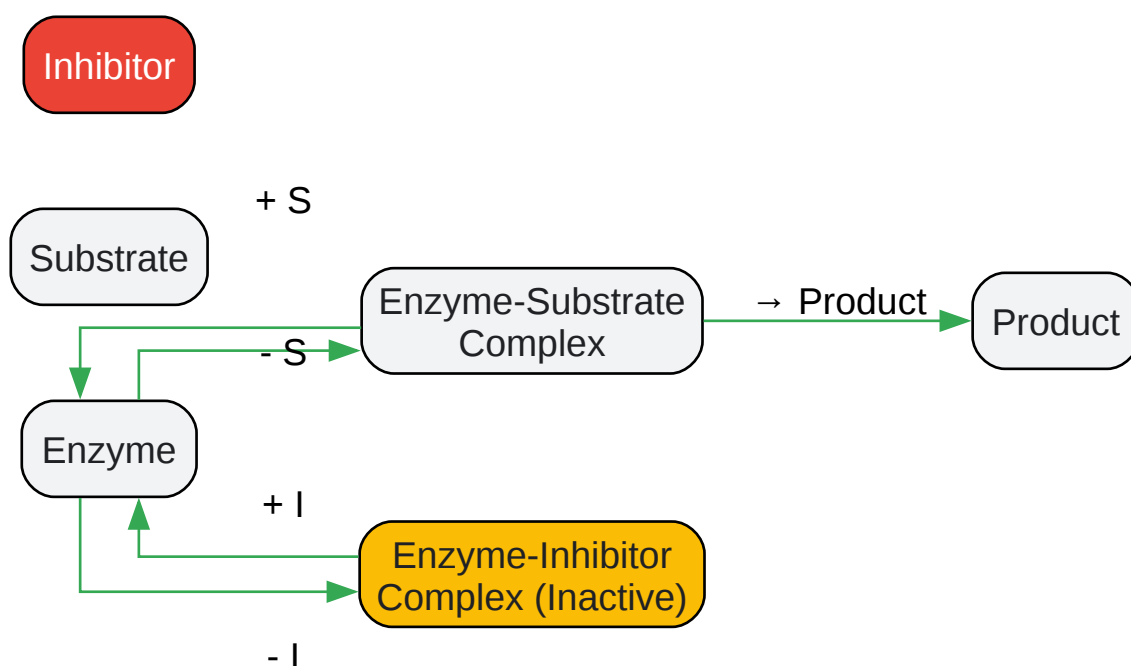 Inhibitor
+ S
Substrate
Enzyme-Substrate
Complex
→ Product
Product
- S
Enzyme
+ I
Enzyme-Inhibitor
Complex (Inactive)
- I